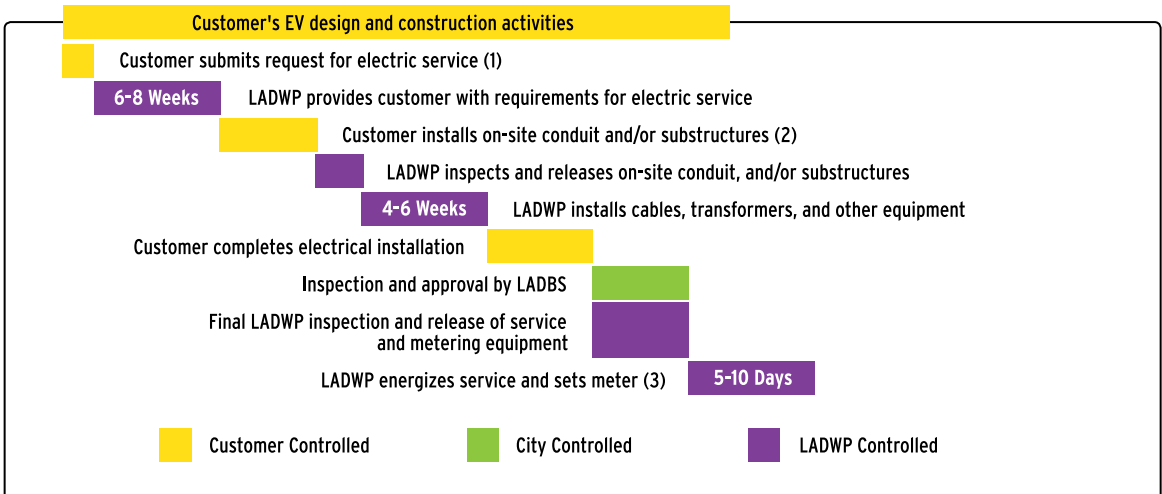 Customer's EV design and construction activities
Customer submits request for electric service (1)
6-8 Weeks LADWP provides customer with requirements for electric service
Customer installs on-site conduit and/or substructures (2)
LADWP inspects and releases on-site conduit, and/or substructures
4-6 Weeks LADWP installs cables, transformers, and other equipment
Customer completes electrical installation
Inspection and approval by LADBS
Final LADWP inspection and release of service
and metering equipment
LADWP energizes service and sets meter (3) 5-10 Days
Customer Controlled City Controlled LADWP Controlled